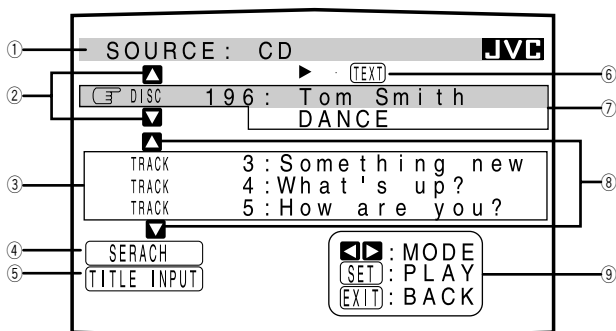 ① SOURCE: CD JVC
▶ · TEXT ⑥
②
☞ DISC 196: Tom Smith
DANCE ⑦
③ TRACK 3:Something new
TRACK 4:What's up? ⑧
TRACK 5:How are you?
④ SERACH
⑤ TITLE INPUT
◀▶:MODE
SET:PLAY ⑨
EXIT:BACK